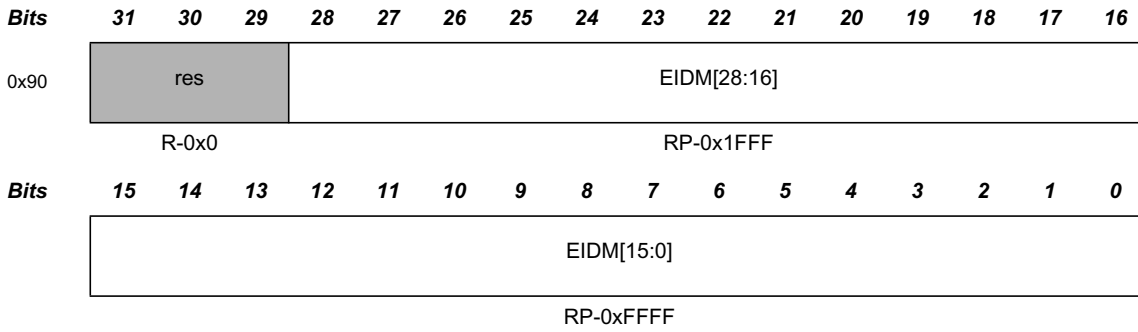 Bits 31 30 29 28 27 26 25 24 23 22 21 20 19 18 17 16
0x90 res EIDM[28:16]
R-0x0 RP-0x1FFF
Bits 15 14 13 12 11 10 9 8 7 6 5 4 3 2 1 0
EIDM[15:0]
RP-0xFFFF